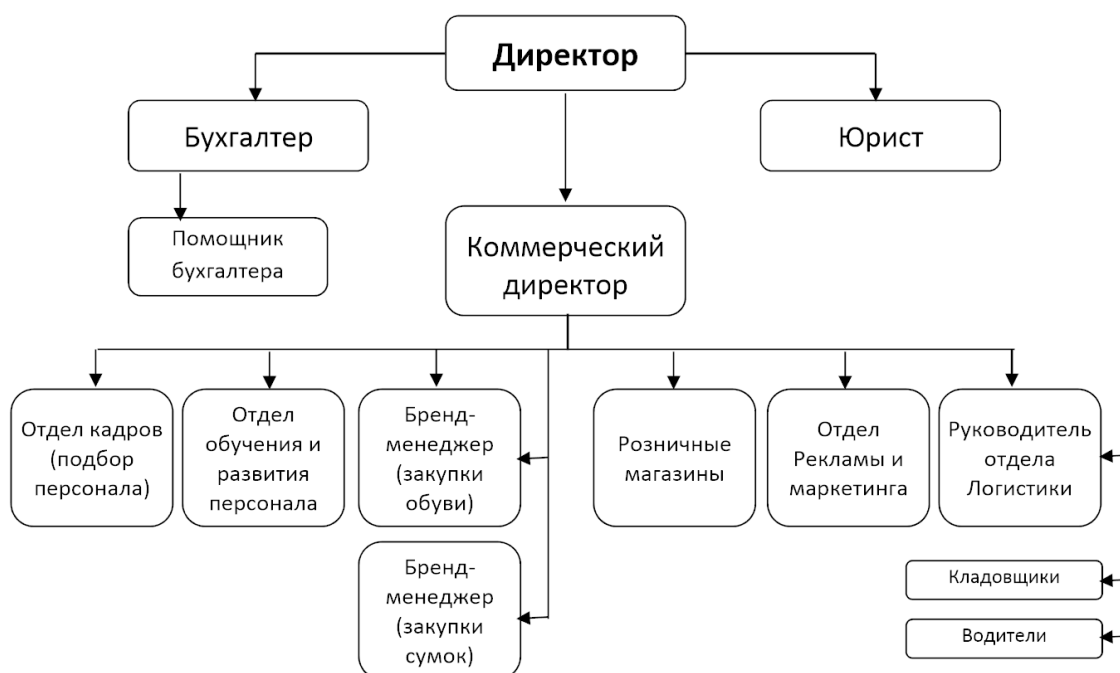 Директор
Бухгалтер
Юрист
Помощник
бухгалтера
Коммерческий
директор
Отдел кадров
(подбор
персонала)
Отдел
обучения и
развития
персонала
Бренд-
менеджер
(закупки
обуви)
Розничные
магазины
Отдел
Рекламы и
маркетинга
Руководитель
отдела
Логистики
Бренд-
менеджер
(закупки
сумок)
Кладовщики
Водители